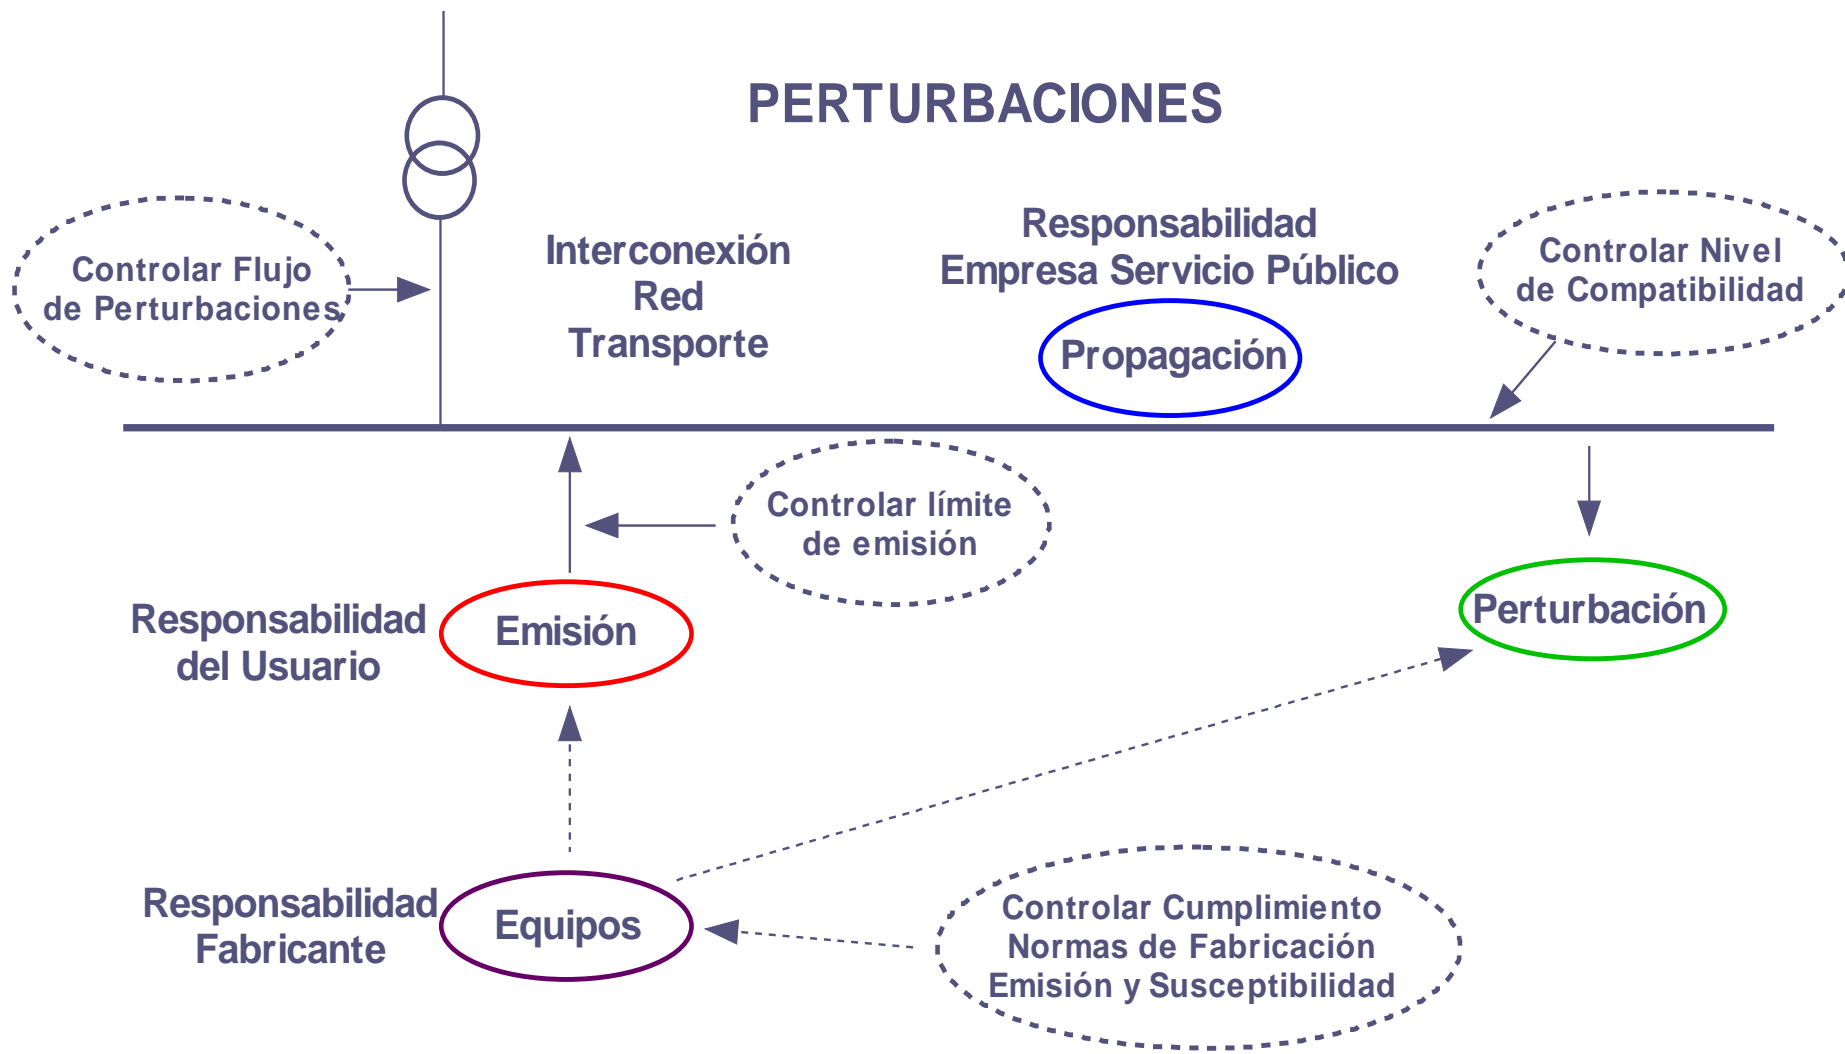 PERTURBACIONES
Controlar Flujo
de Perturbaciones
Interconexión
Red
Transporte
Responsabilidad
Empresa Servicio Público
Propagación
Controlar Nivel
de Compatibilidad
Controlar límite
de emisión
Responsabilidad
del Usuario
Emisión
Perturbación
Responsabilidad
Fabricante
Equipos
Controlar Cumplimiento
Normas de Fabricación
Emisión y Susceptibilidad